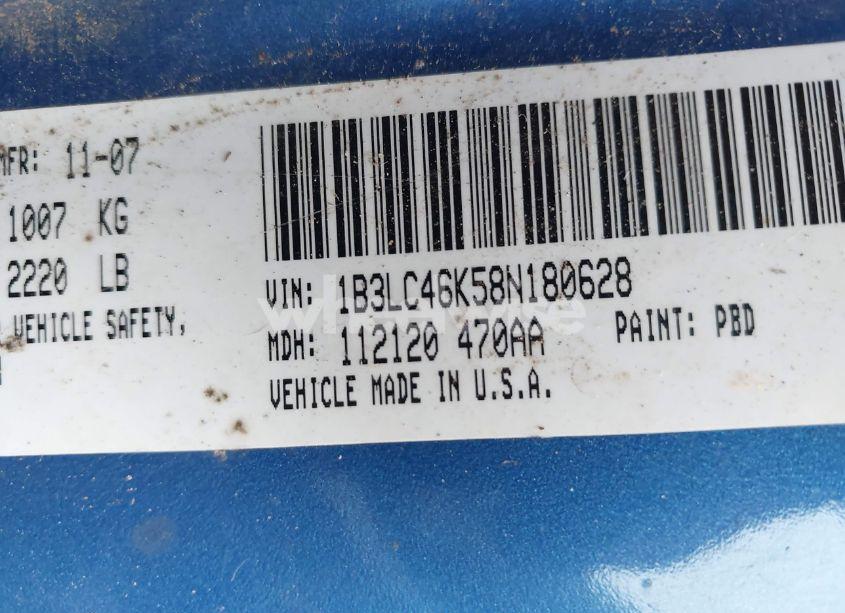 MFR: 11-07
1007 KG
2220 LB
VEHICLE SAFETY,
VIN: 1B3LC46K58N180628
MDH: 112120 470AA PAINT: PBD
VEHICLE MADE IN U.S.A.